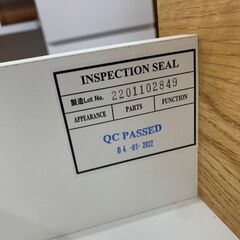 INSPECTION SEAL
製造Lot No. 2201102849
APPEARANCE PARTS FUNCTION
QC PASSED
04-01-2022